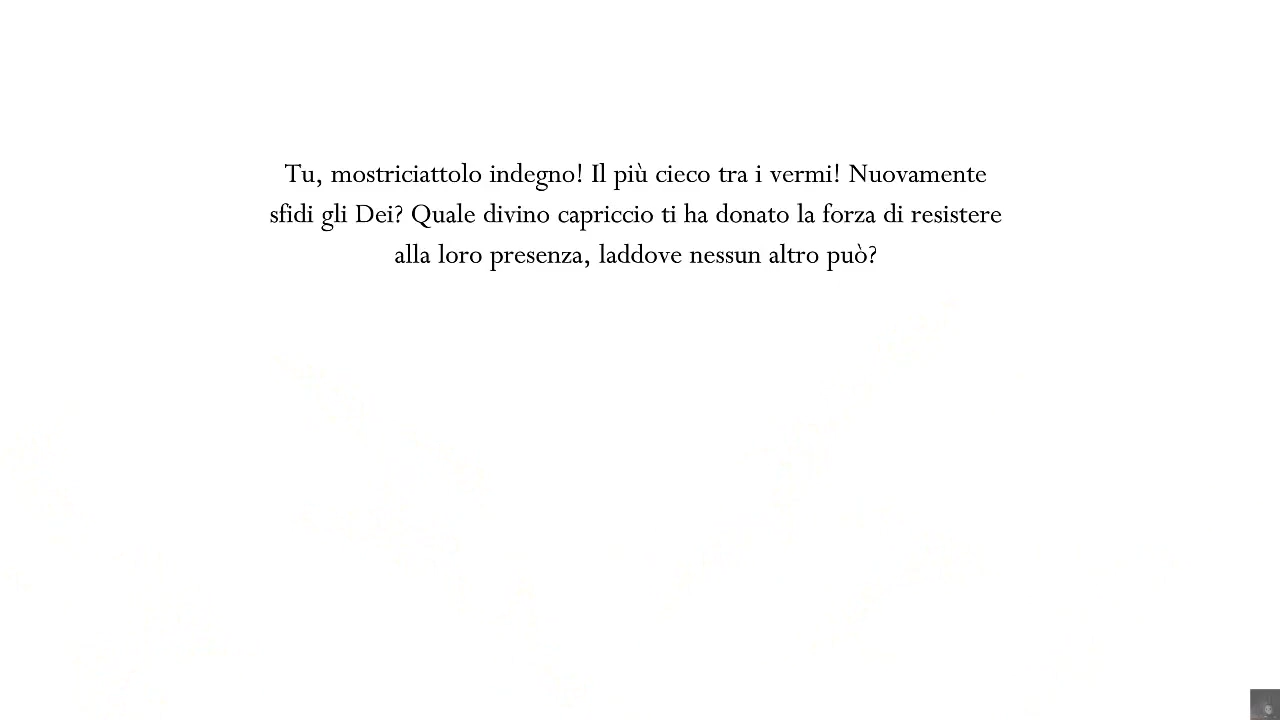 Tu, mostriciattolo indegno! Il più cieco tra i vermi! Nuovamente
sfidi gli Dei? Quale divino capriccio ti ha donato la forza di resistere
alla loro presenza, laddove nessun altro può?